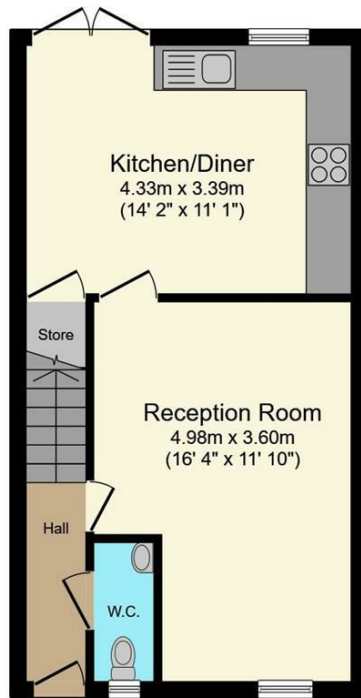 Kitchen/Diner
4.33m x 3.39m
(14' 2" x 11' 1")
Store
Reception Room
4.98m x 3.60m
(16' 4" x 11' 10")
Hall
W.C.